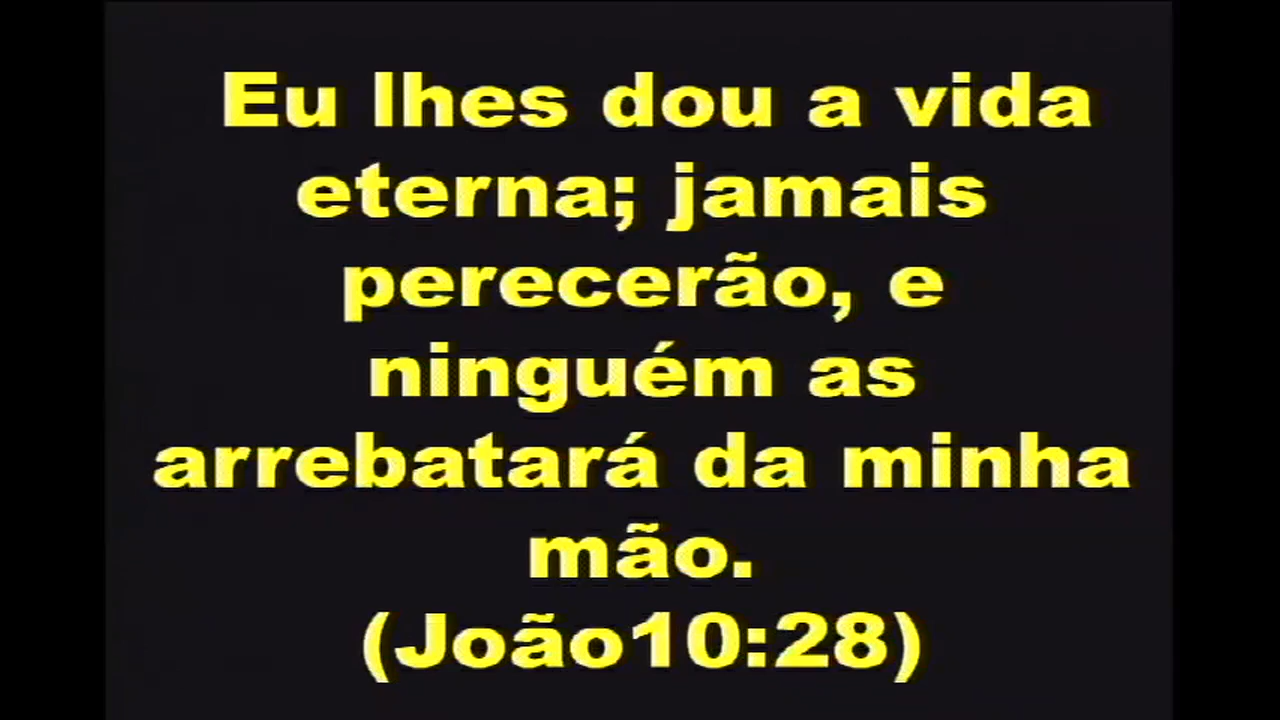 Eu lhes dou a vida
eterna; jamais
perecerão, e
ninguém as
arrebatará da minha
mão.
(João10:28)